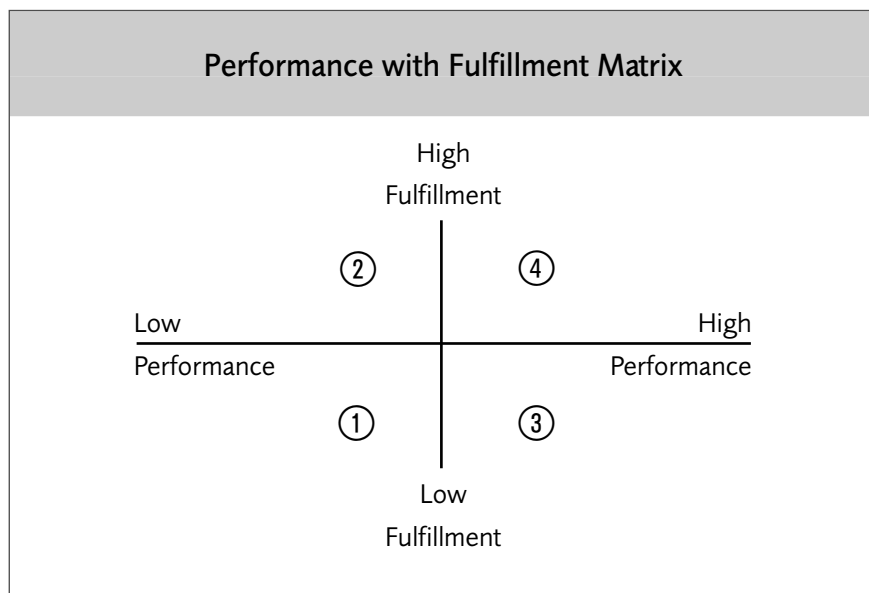 Performance with Fulfillment Matrix
High
Fulfillment
② ④
Low High
Performance Performance
① ③
Low
Fulfillment